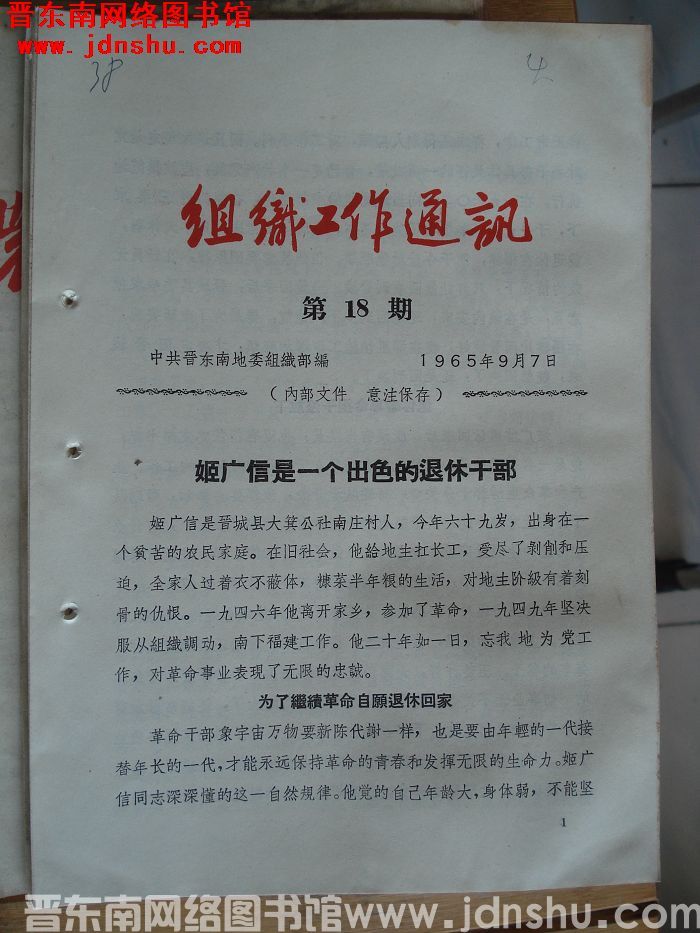 晋东南网络图书馆
www.jdnshu.com
38
4
组織工作通訊
第 18 期
中共晋东南地委組織部編 1965年9月7日
（內部文件 意注保存）
姬广信是一个出色的退休干部
姬广信是晋城县大箕公社南庄村人，今年六十九岁，出身在一
个貧苦的农民家庭。在旧社会，他給地主扛长工，受尽了剝削和压
迫，全家人过着衣不蔽体，糠菜半年粮的生活，对地主阶級有着刻
骨的仇恨。一九四六年他离开家乡，参加了革命，一九四九年坚决
服从組織調动，南下福建工作。他二十年如一日，忘我地为党工
作，对革命事业表现了无限的忠誠。
为了繼續革命自願退休回家
革命干部象宇宙万物要新陈代謝一样，也是要由年輕的一代接
替年长的一代，才能永远保持革命的青春和发揮无限的生命力。姬广
信同志深深懂的这一自然規律。他觉的自己年龄大，身体弱，不能坚
1
晋东南网络图书馆www.jdnshu.com